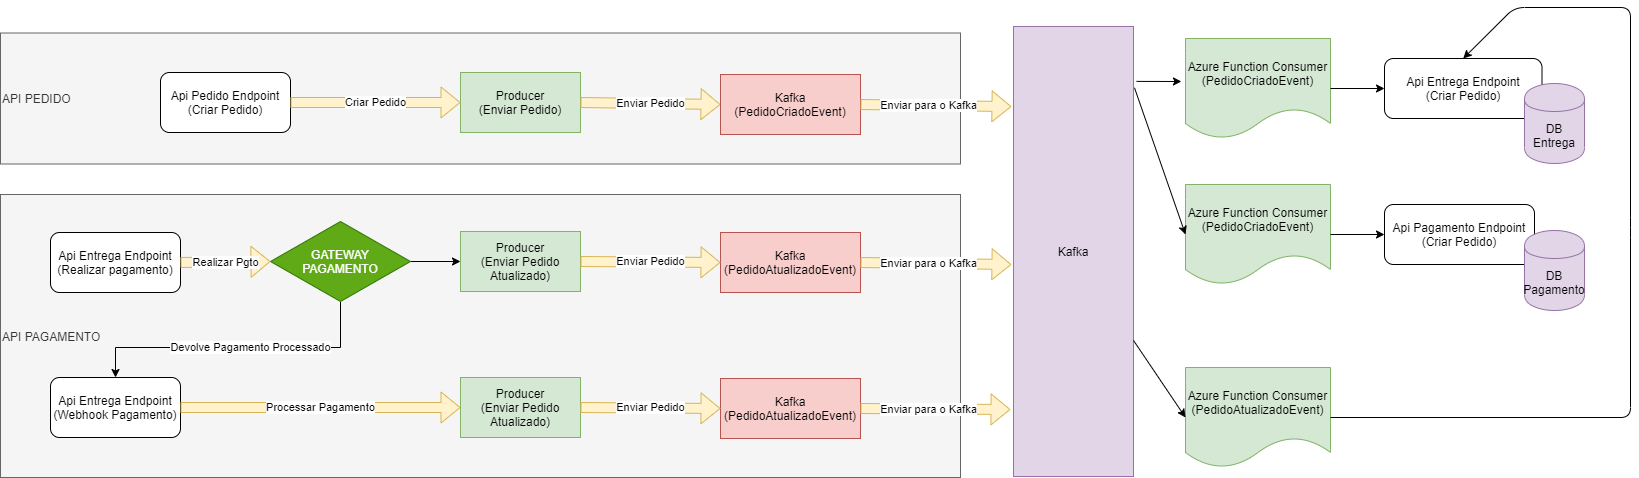 API PEDIDO
Api Pedido Endpoint
(Criar Pedido)
Criar Pedido
Producer
(Enviar Pedido)
Enviar Pedido
Kafka
(PedidoCriadoEvent)
Enviar para o Kafka
API PAGAMENTO
Api Entrega Endpoint
(Realizar pagamento)
Realizar Pgto
GATEWAY
PAGAMENTO
Producer
(Enviar Pedido
Atualizado)
Enviar Pedido
Kafka
(PedidoAtualizadoEvent)
Enviar para o Kafka
Devolve Pagamento Processado
Api Entrega Endpoint
(Webhook Pagamento)
Processar Pagamento
Producer
(Enviar Pedido
Atualizado)
Enviar Pedido
Kafka
(PedidoAtualizadoEvent)
Enviar para o Kafka
Kafka
Azure Function Consumer
(PedidoCriadoEvent)
Api Entrega Endpoint
(Criar Pedido)
DB
Entrega
Azure Function Consumer
(PedidoCriadoEvent)
Api Pagamento Endpoint
(Criar Pedido)
DB
Pagamento
Azure Function Consumer
(PedidoAtualizadoEvent)